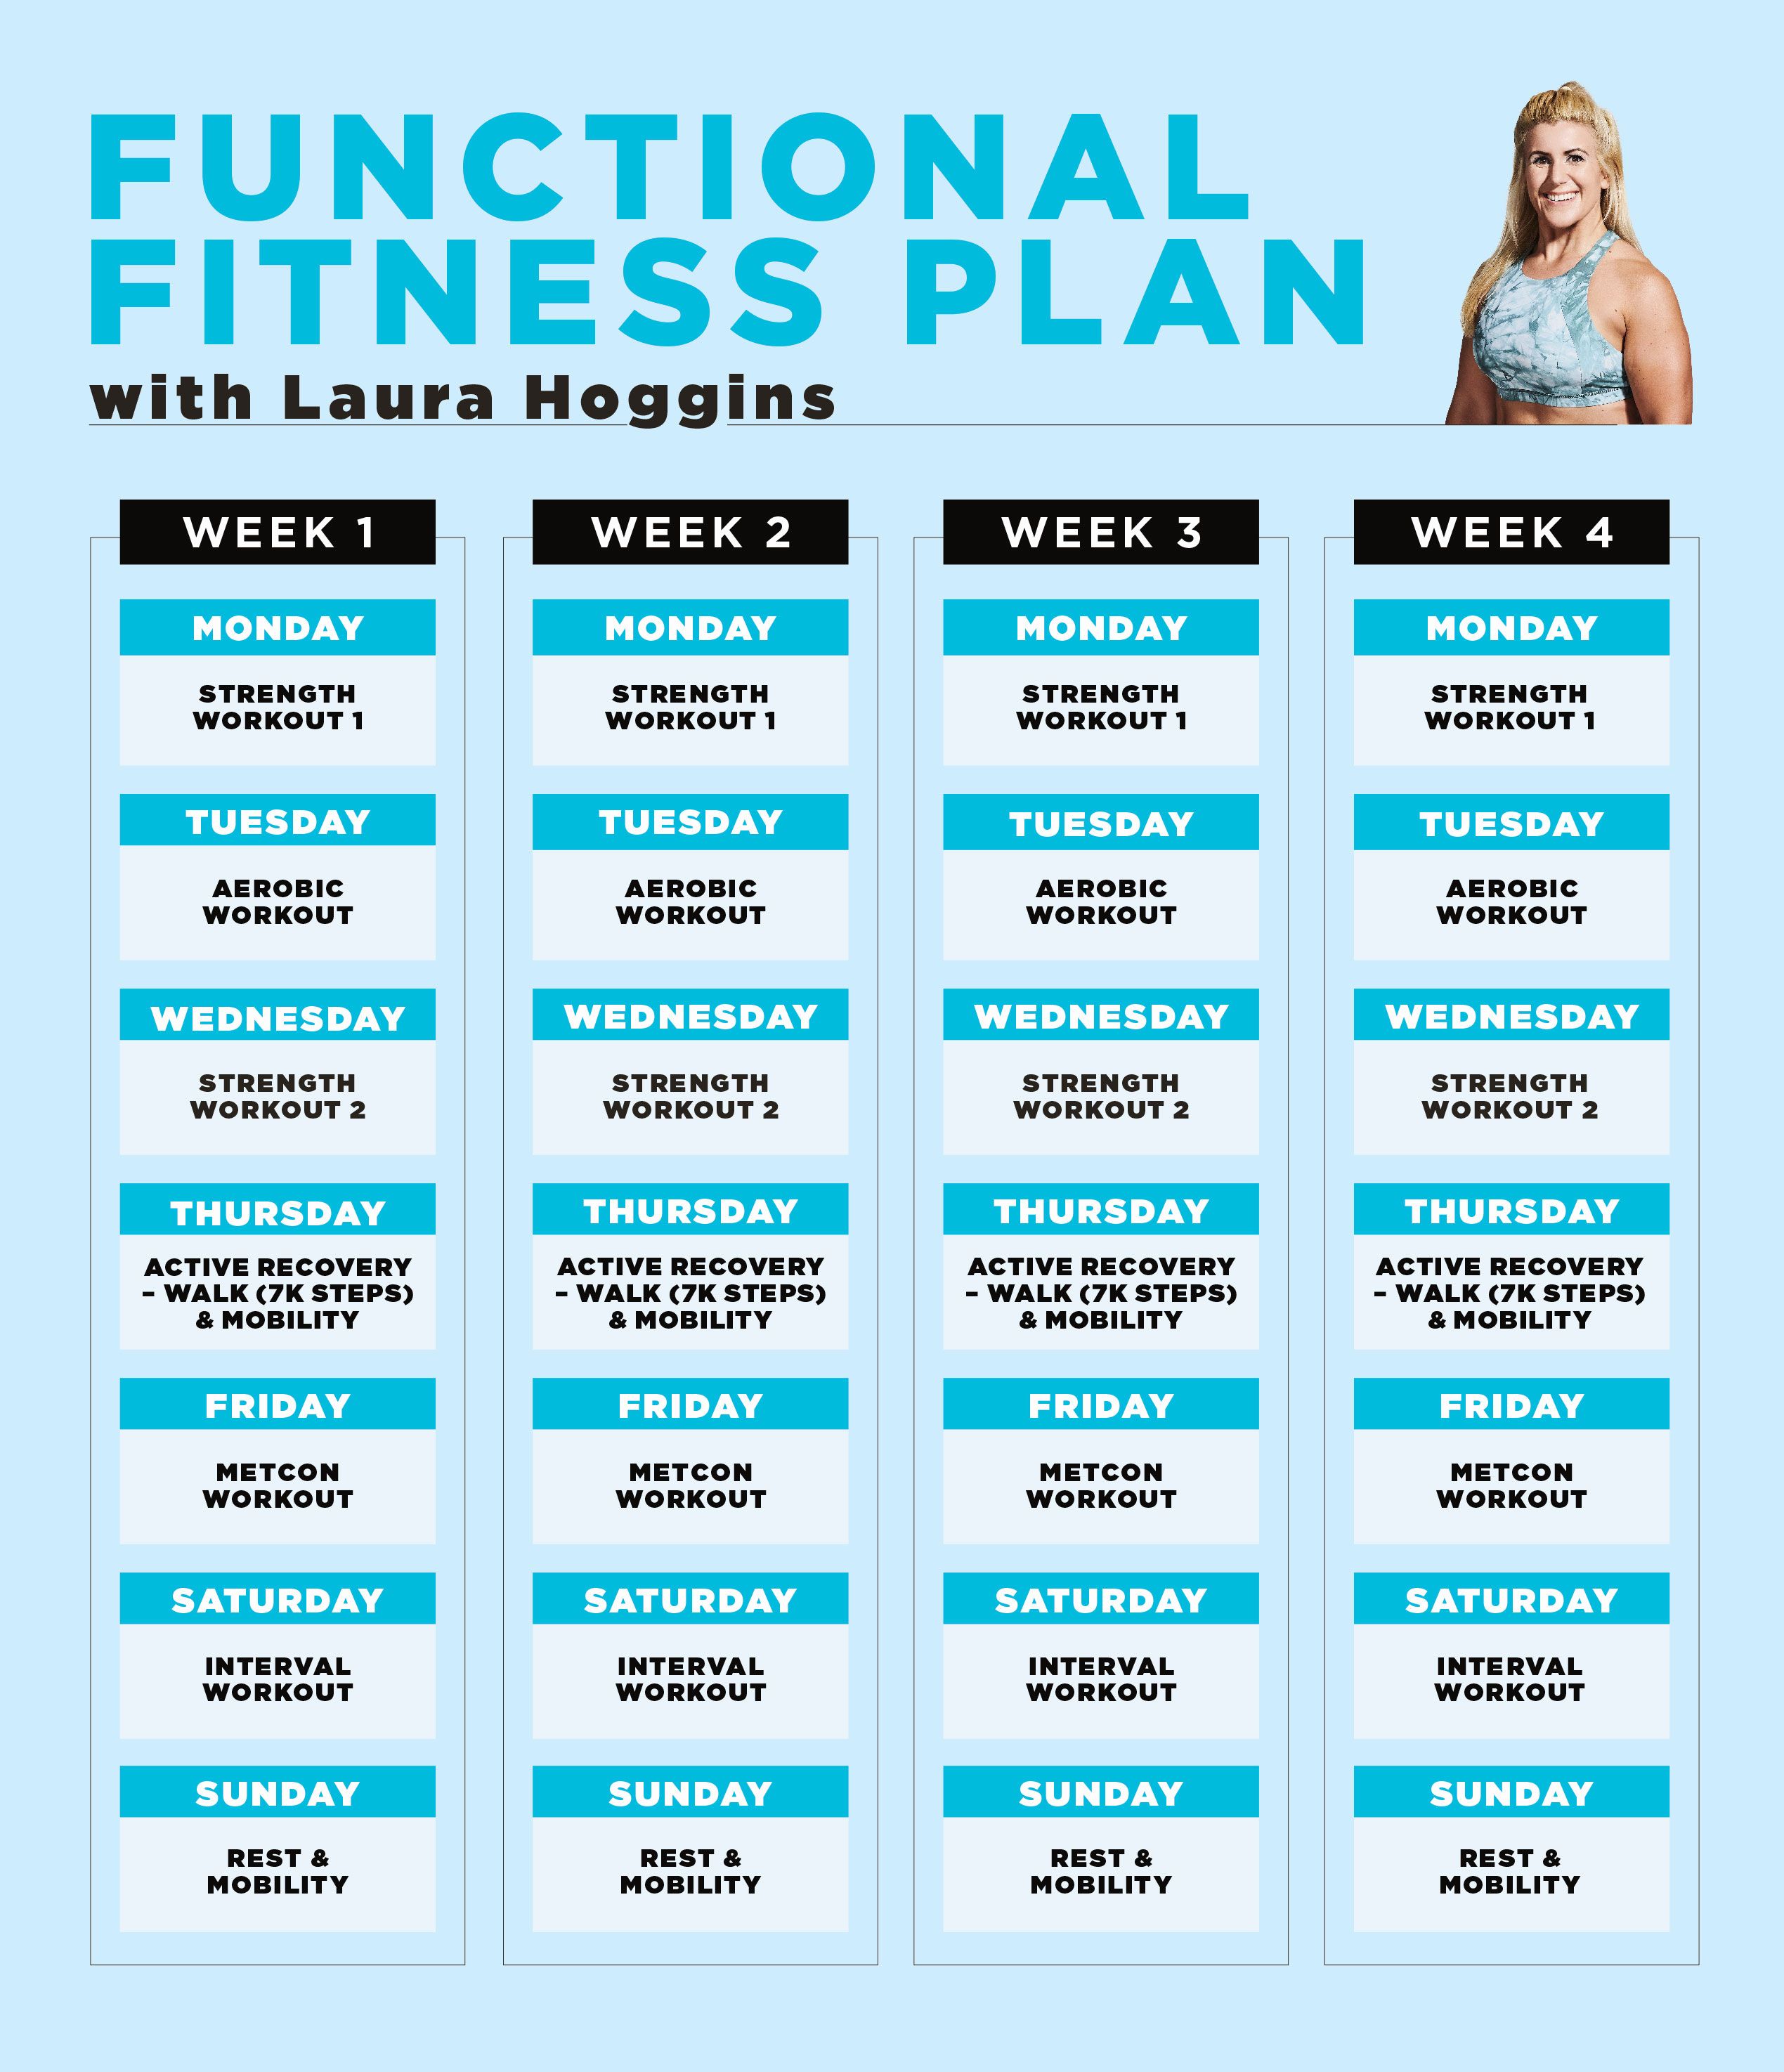 FUNCTIONAL
FITNESS PLAN
with Laura Hoggins
WEEK 1
MONDAY
STRENGTH
WORKOUT 1
TUESDAY
AEROBIC
WORKOUT
WEDNESDAY
STRENGTH
WORKOUT 2
THURSDAY
ACTIVE RECOVERY
– WALK (7K STEPS)
& MOBILITY
FRIDAY
METCON
WORKOUT
SATURDAY
INTERVAL
WORKOUT
SUNDAY
REST &
MOBILITY
WEEK 2
MONDAY
STRENGTH
WORKOUT 1
TUESDAY
AEROBIC
WORKOUT
WEDNESDAY
STRENGTH
WORKOUT 2
THURSDAY
ACTIVE RECOVERY
– WALK (7K STEPS)
& MOBILITY
FRIDAY
METCON
WORKOUT
SATURDAY
INTERVAL
WORKOUT
SUNDAY
REST &
MOBILITY
WEEK 3
MONDAY
STRENGTH
WORKOUT 1
TUESDAY
AEROBIC
WORKOUT
WEDNESDAY
STRENGTH
WORKOUT 2
THURSDAY
ACTIVE RECOVERY
– WALK (7K STEPS)
& MOBILITY
FRIDAY
METCON
WORKOUT
SATURDAY
INTERVAL
WORKOUT
SUNDAY
REST &
MOBILITY
WEEK 4
MONDAY
STRENGTH
WORKOUT 1
TUESDAY
AEROBIC
WORKOUT
WEDNESDAY
STRENGTH
WORKOUT 2
THURSDAY
ACTIVE RECOVERY
– WALK (7K STEPS)
& MOBILITY
FRIDAY
METCON
WORKOUT
SATURDAY
INTERVAL
WORKOUT
SUNDAY
REST &
MOBILITY